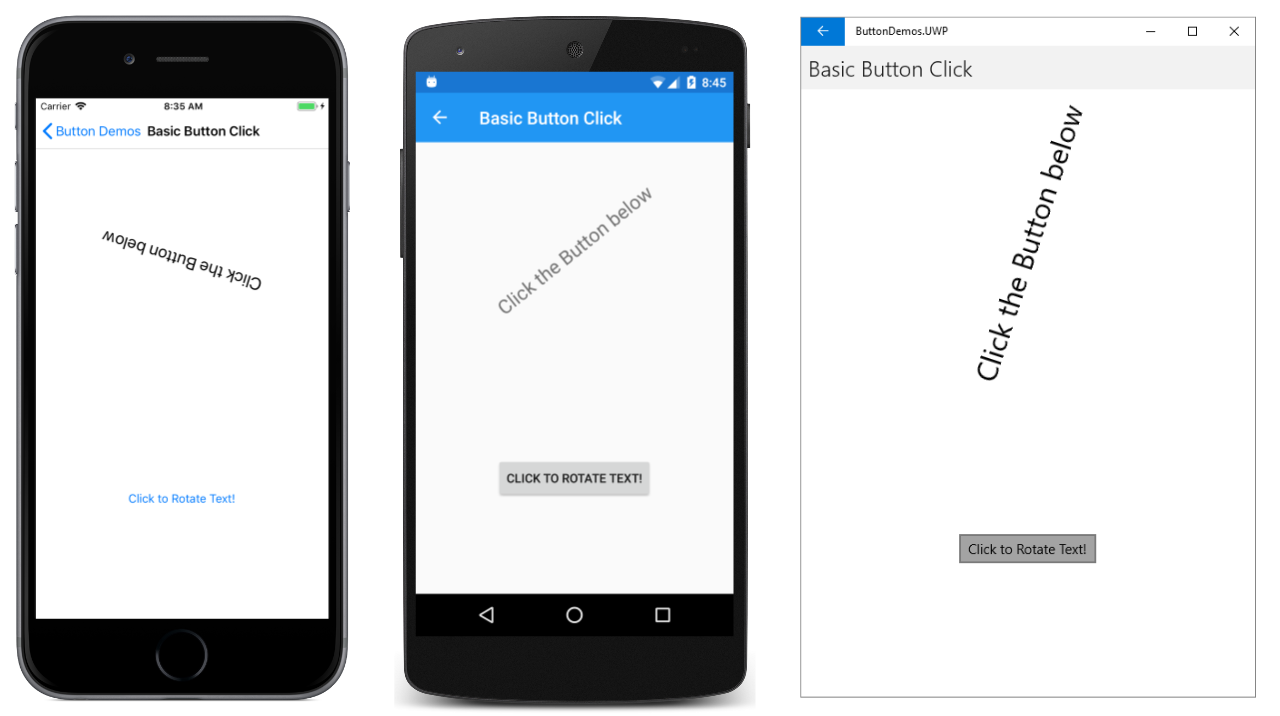 Carrier
8:35 AM
Button Demos
Basic Button Click
Click the Button below
Click to Rotate Text!
8:45
Basic Button Click
Click the Button below
CLICK TO ROTATE TEXT!
ButtonDemos.UWP
Basic Button Click
Click the Button below
Click to Rotate Text!